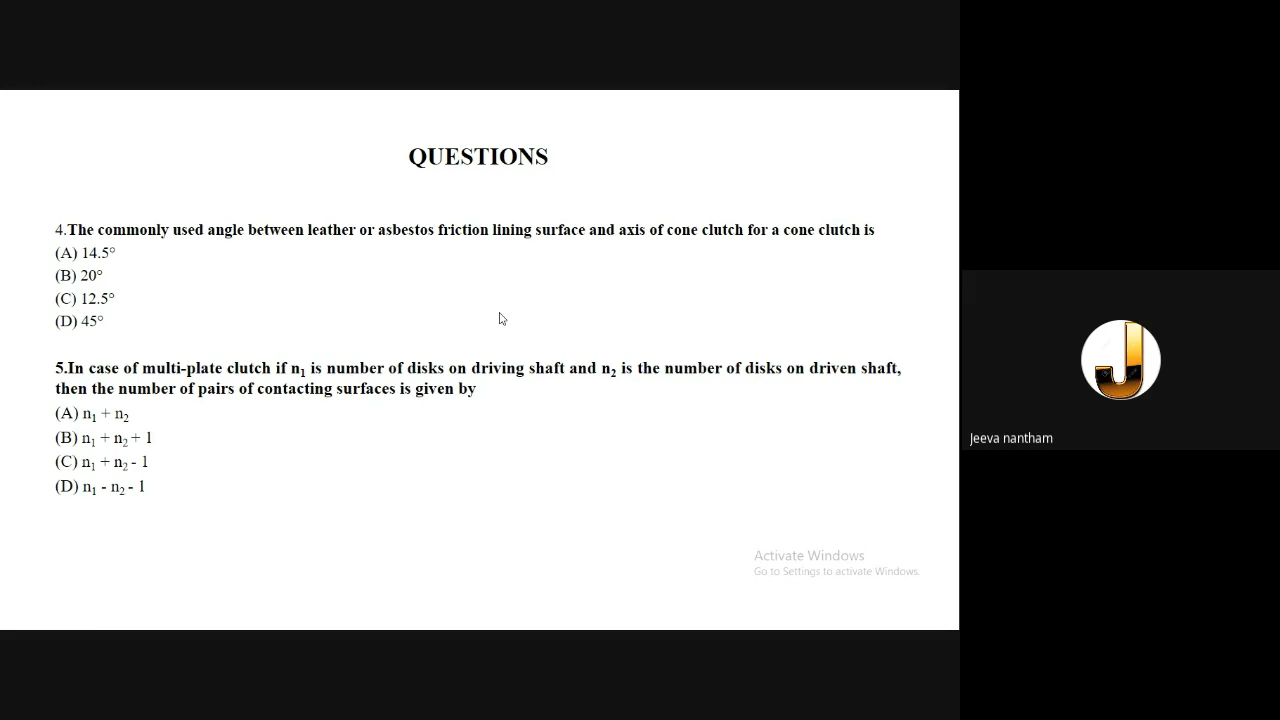 QUESTIONS
4.The commonly used angle between leather or asbestos friction lining surface and axis of cone clutch for a cone clutch is
(A) 14.5°
(B) 20°
(C) 12.5°
(D) 45°
5.In case of multi-plate clutch if n₁ is number of disks on driving shaft and n₂ is the number of disks on driven shaft,
then the number of pairs of contacting surfaces is given by
(A) n₁ + n₂
(B) n₁ + n₂ + 1
(C) n₁ + n₂ - 1
(D) n₁ - n₂ - 1
Activate Windows
Go to Settings to activate Windows.
Jeeva nantham